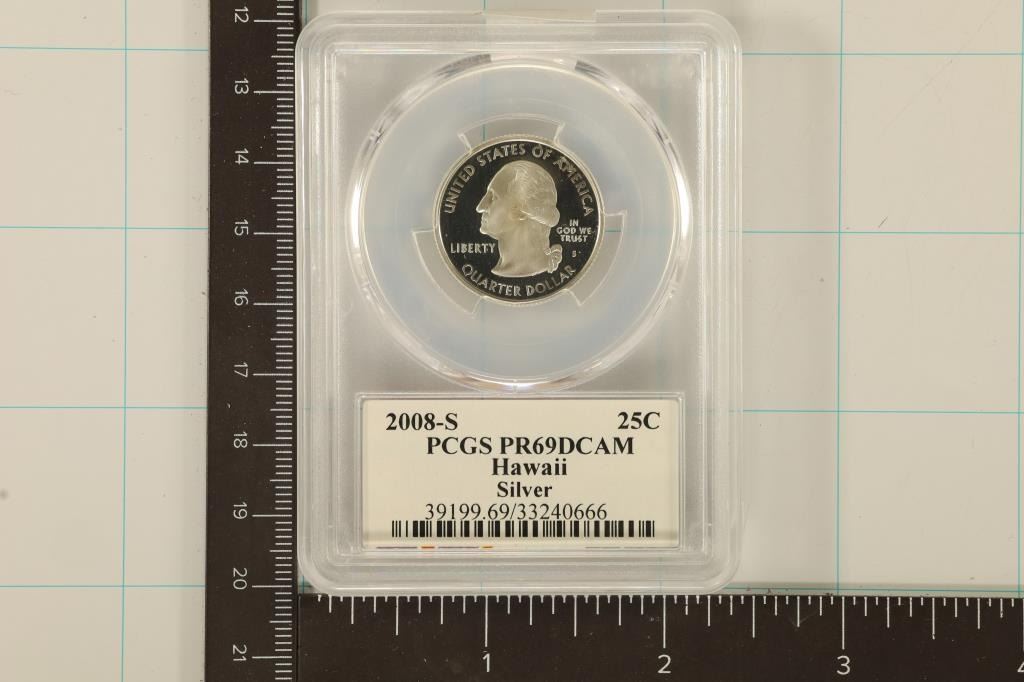 UNITED STATES OF AMERICA
LIBERTY
IN
GOD WE
TRUST
S
QUARTER DOLLAR
2008-S 25C
PCGS PR69DCAM
Hawaii
Silver
39199.69/33240666
12
13
14
15
16
17
18
19
20
21
1 2 3 4